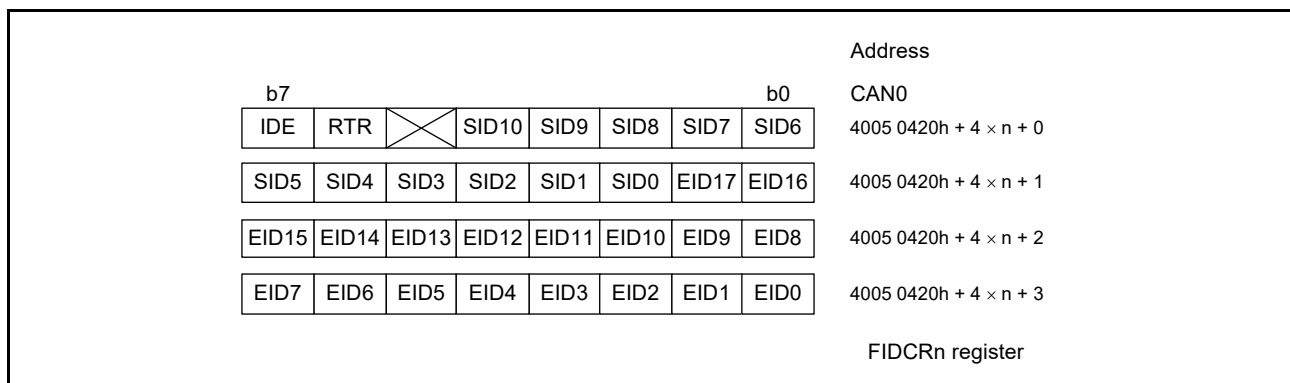 Address
b7 b0 CAN0
IDE RTR SID10 SID9 SID8 SID7 SID6 4005 0420h + 4 × n + 0
SID5 SID4 SID3 SID2 SID1 SID0 EID17 EID16 4005 0420h + 4 × n + 1
EID15 EID14 EID13 EID12 EID11 EID10 EID9 EID8 4005 0420h + 4 × n + 2
EID7 EID6 EID5 EID4 EID3 EID2 EID1 EID0 4005 0420h + 4 × n + 3
FIDCRn register